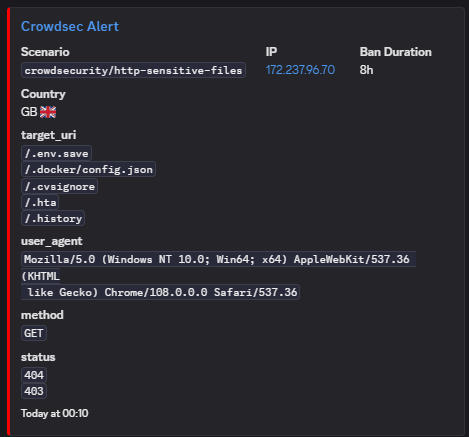 Crowdsec Alert
Scenario IP Ban Duration
crowdsecurity/http-sensitive-files 172.237.96.70 8h
Country
GB
target_uri
/.env.save
/.docker/config.json
/.cvsignore
/.hta
/.history
user_agent
Mozilla/5.0 (Windows NT 10.0; Win64; x64) AppleWebKit/537.36
(KHTML
like Gecko) Chrome/108.0.0.0 Safari/537.36
method
GET
status
404
403
Today at 00:10